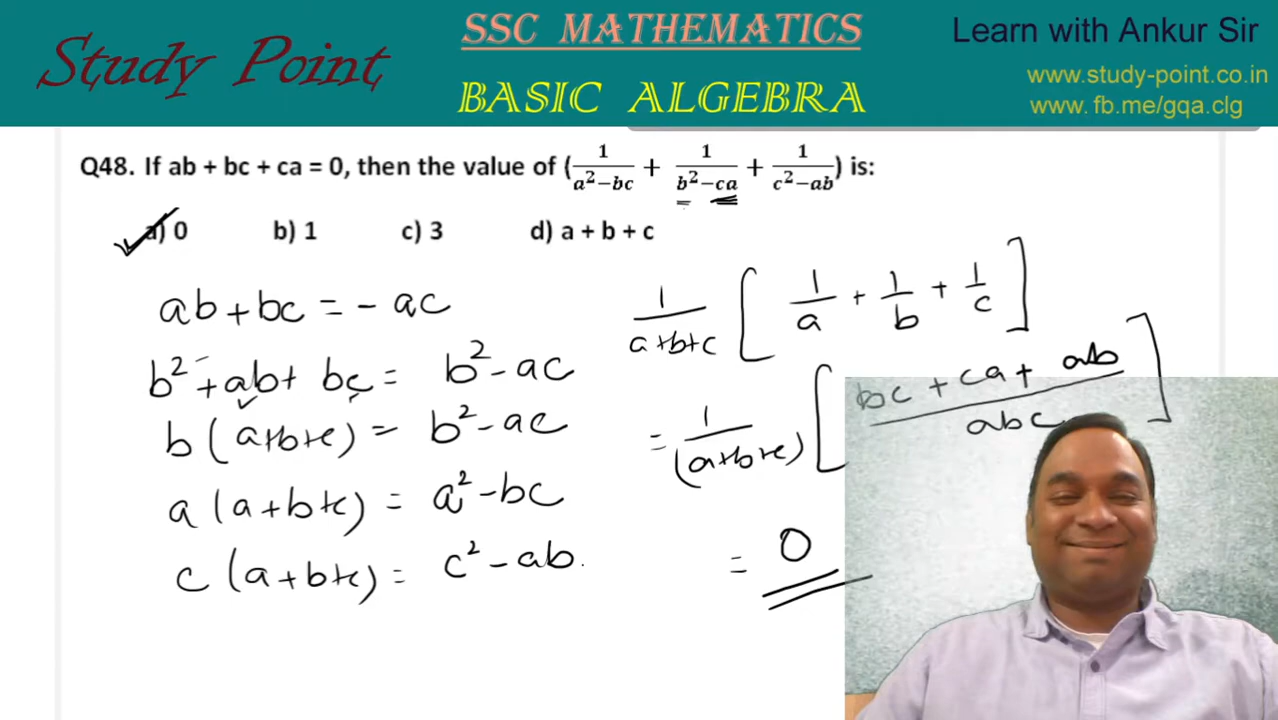 Study Point
SSC MATHEMATICS
BASIC ALGEBRA
Learn with Ankur Sir
www.study-point.co.in
www.fb.me/gqa.clg
Q48. If ab + bc + ca = 0, then the value of (1/(a²−bc) + 1/(b²−ca) + 1/(c²−ab)) is:
a) 0 b) 1 c) 3 d) a + b + c
ab + bc = - ac
b² + ab + bc = b² - ac
b (a+b+c) = b² - ac
a (a+b+c) = a² - bc
c (a+b+c) = c² - ab
1/(a+b+c) [ 1/a + 1/b + 1/c ]
= 1/(a+b+c) [ (bc + ca + ab)/abc ]
= 0